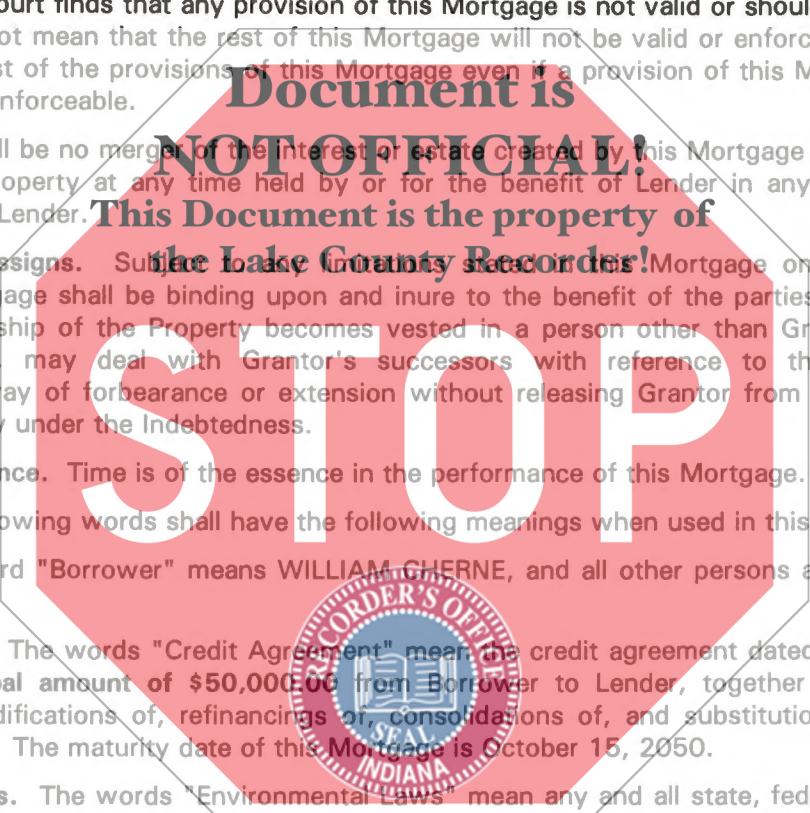 ourt finds that any provision of this Mortgage is not valid or shoul
ot mean that the rest of this Mortgage will not be valid or enforc
st of the provisions of this Mortgage even if a provision of this M
nforceable.
Document is
NOT OFFICIAL!
This Document is the property of
the Lake County Recorder!
ll be no merger of the interest or estate created by this Mortgage
operty at any time held by or for the benefit of Lender in any
Lender.
ssigns. Subject to any limitations stated in this Mortgage on
gage shall be binding upon and inure to the benefit of the parties
ship of the Property becomes vested in a person other than Gr
may deal with Grantor's successors with reference to th
ay of forbearance or extension without releasing Grantor from
y under the Indebtedness.
STOP
nce. Time is of the essence in the performance of this Mortgage.
owing words shall have the following meanings when used in this
rd "Borrower" means WILLIAM CHERNE, and all other persons a
The words "Credit Agreement" mean the credit agreement dated
pal amount of $50,000.00 from Borrower to Lender, together
difications of, refinancings of, consolidations of, and substitutio
The maturity date of this Mortgage is October 15, 2050.
s. The words "Environmental Laws" mean any and all state, fed
RECORDER'S OFFICE
SEAL
INDIANA